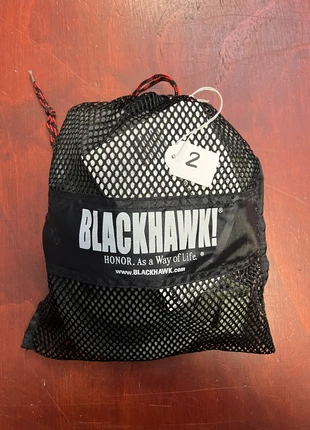 2
BLACKHAWK!®
HONOR. As a Way of Life.®
www.BLACKHAWK.com